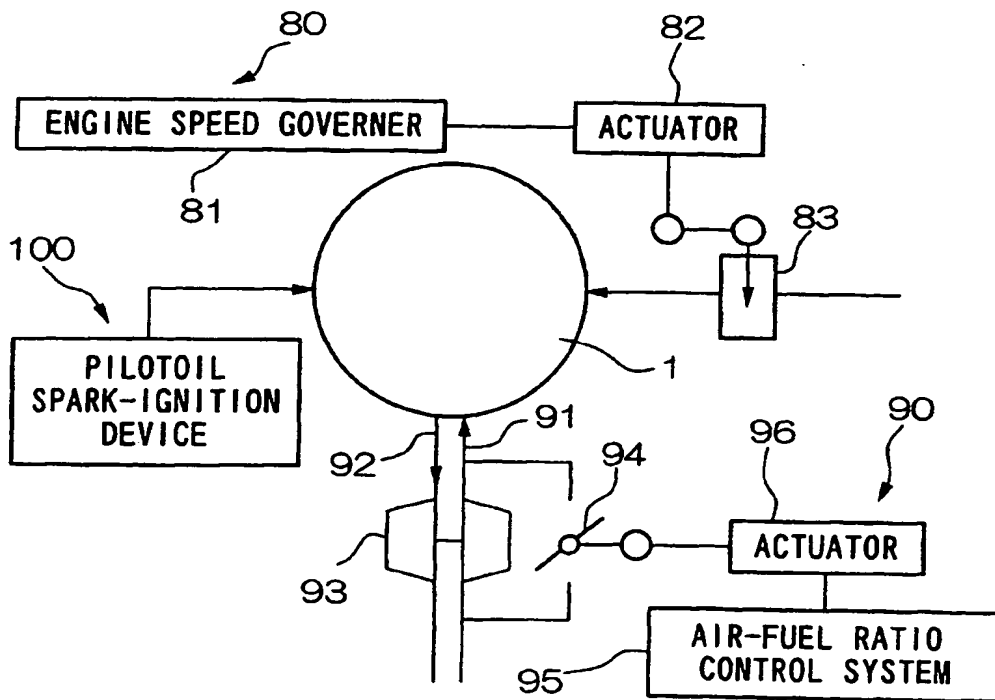 80
82
ENGINE SPEED GOVERNER
ACTUATOR
81
83
100
1
PILOTOIL
SPARK-IGNITION
DEVICE
91
92
94
96
90
93
ACTUATOR
AIR-FUEL RATIO
CONTROL SYSTEM
95